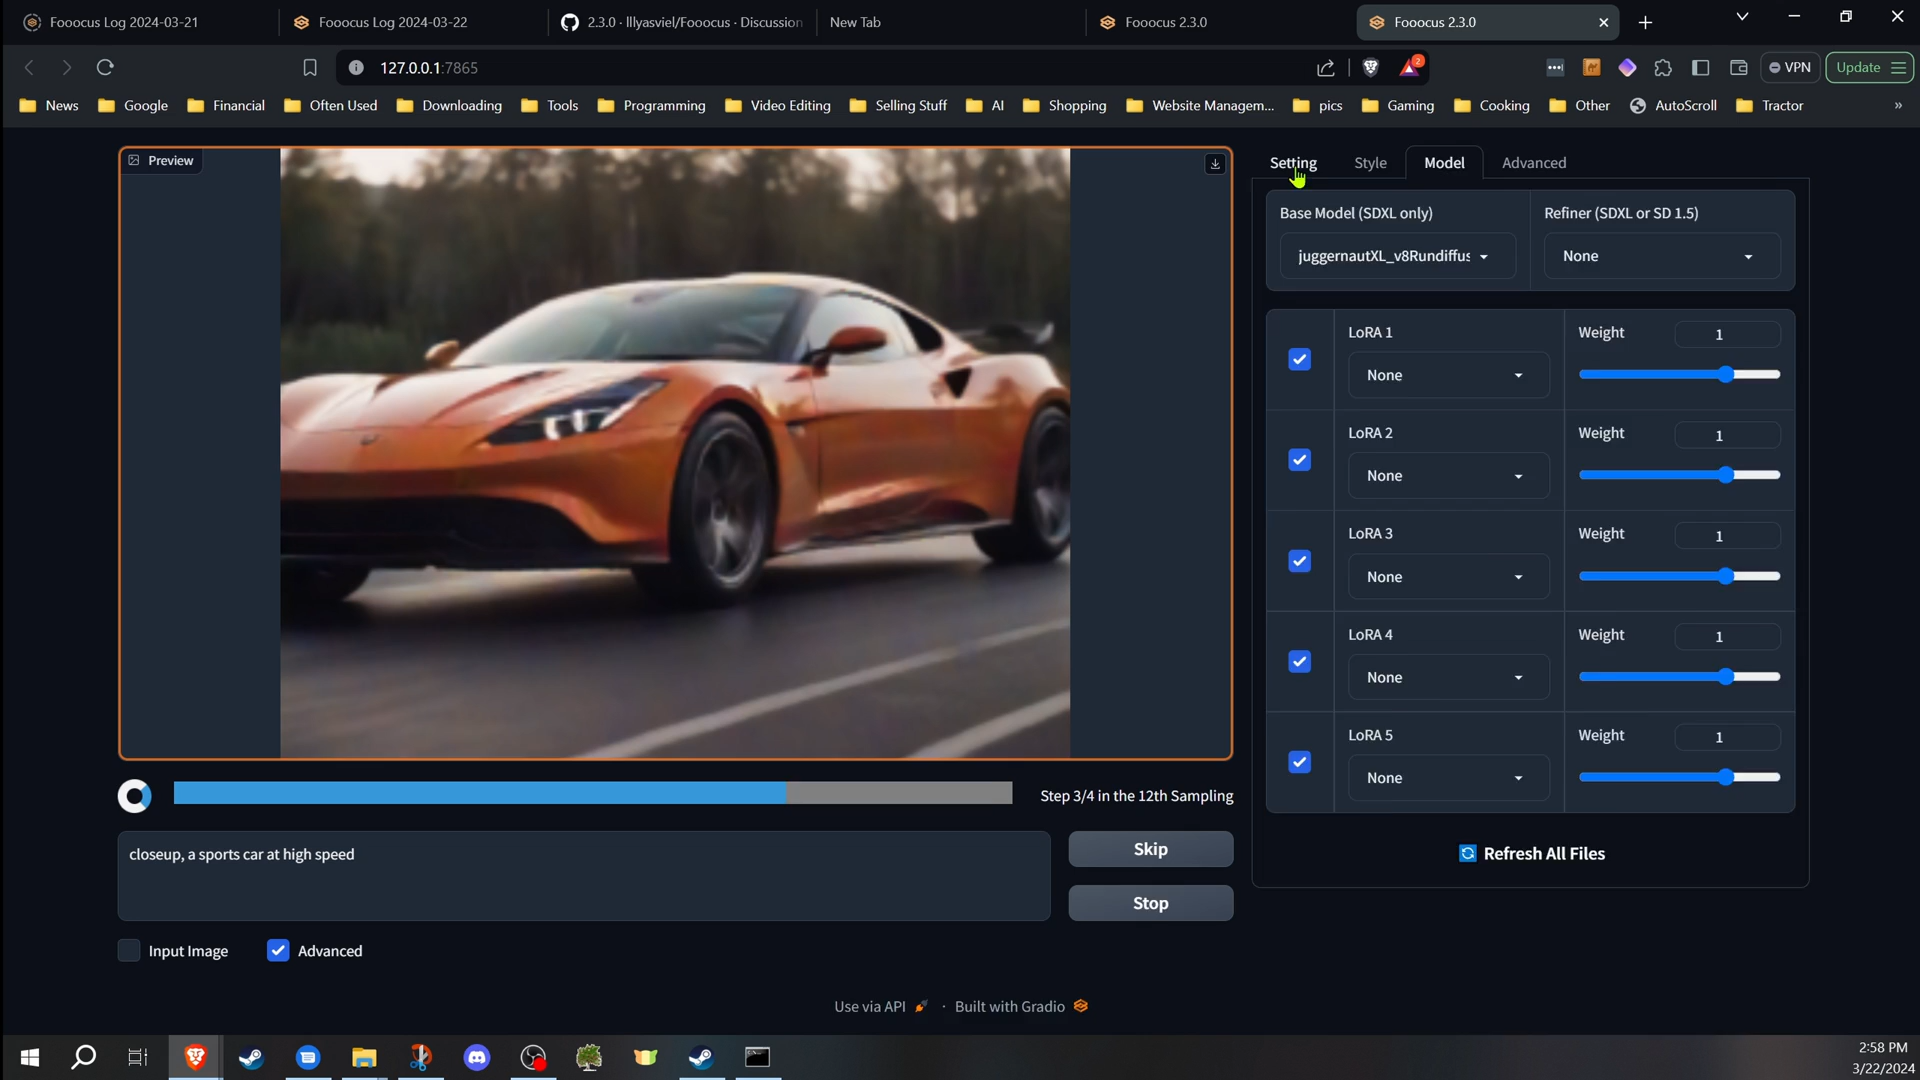 Fooocus Log 2024-03-21
Fooocus Log 2024-03-22
2.3.0 · lllyasviel/Fooocus · Discussion
New Tab
Fooocus 2.3.0
Fooocus 2.3.0
127.0.0.1:7865
2
VPN
Update
News
Google
Financial
Often Used
Downloading
Tools
Programming
Video Editing
Selling Stuff
AI
Shopping
Website Managem...
pics
Gaming
Cooking
Other
AutoScroll
Tractor
»
Preview
Setting
Style
Model
Advanced
Base Model (SDXL only)
Refiner (SDXL or SD 1.5)
juggernautXL_v8Rundiffus
None
LoRA 1
Weight
1
None
LoRA 2
Weight
1
None
LoRA 3
Weight
1
None
LoRA 4
Weight
1
None
LoRA 5
Weight
1
None
Refresh All Files
Step 3/4 in the 12th Sampling
closeup, a sports car at high speed
Skip
Stop
Input Image
Advanced
Use via API · Built with Gradio
2:58 PM
3/22/2024